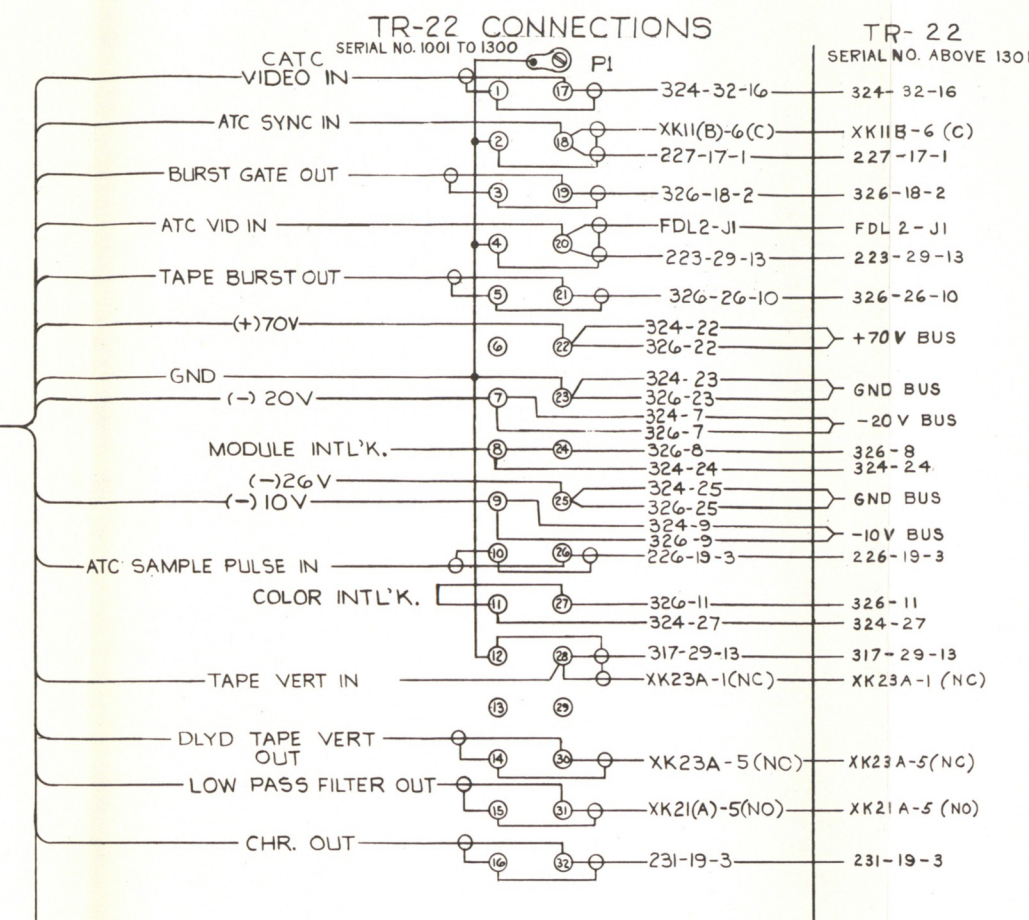 TR-22 CONNECTIONS
SERIAL NO. 1001 TO 1300
TR-22
SERIAL NO. ABOVE 1301
P1
CATC
VIDEO IN
1 17 324-32-16 324-32-16
ATC SYNC IN
2 18 XK11(B)-6(C) XK11B-6 (C)
227-17-1 227-17-1
BURST GATE OUT
3 19 326-18-2 326-18-2
ATC VID IN
4 20 FDL2-J1 FDL2-J1
223-29-13 223-29-13
TAPE BURST OUT
5 21 326-26-10 326-26-10
(+)70V
6 22 324-22
326-22
+70V BUS
GND
23 324-23
326-23
GND BUS
(-) 20V
7 324-7
326-7
-20V BUS
MODULE INTL'K.
8 24 326-8 326-8
324-24 324-24
(-)26V
25 324-25
326-25
GND BUS
(-) 10V
9 324-9
326-9
-10V BUS
ATC SAMPLE PULSE IN
10 26 226-19-3 226-19-3
COLOR INTL'K.
11 27 326-11 326-11
324-27 324-27
12 28 317-29-13 317-29-13
TAPE VERT IN
XK23A-1(NC) XK23A-1 (NC)
13 29
DLYD TAPE VERT
OUT
14 30 XK23A-5(NO) XK23A-5(NC)
LOW PASS FILTER OUT
15 31 XK21(A)-5(NO) XK21A-5 (NO)
CHR. OUT
16 32 231-19-3 231-19-3